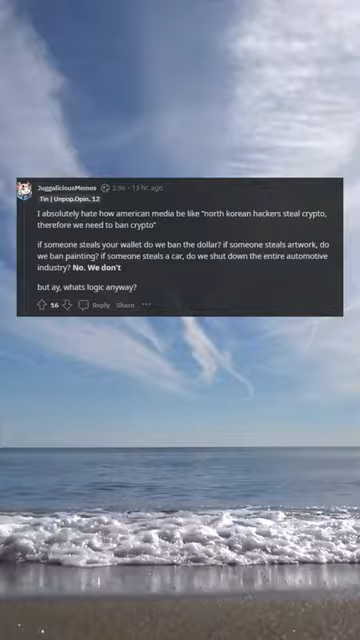 JuggaliciousMemes 2.9k · 13 hr. ago
Tin | Unpop.Opin. 12
I absolutely hate how american media be like "north korean hackers steal crypto,
therefore we need to ban crypto"
if someone steals your wallet do we ban the dollar? if someone steals artwork, do
we ban painting? if someone steals a car, do we shut down the entire automotive
industry? No. We don't
but ay, whats logic anyway?
16 Reply Share ···